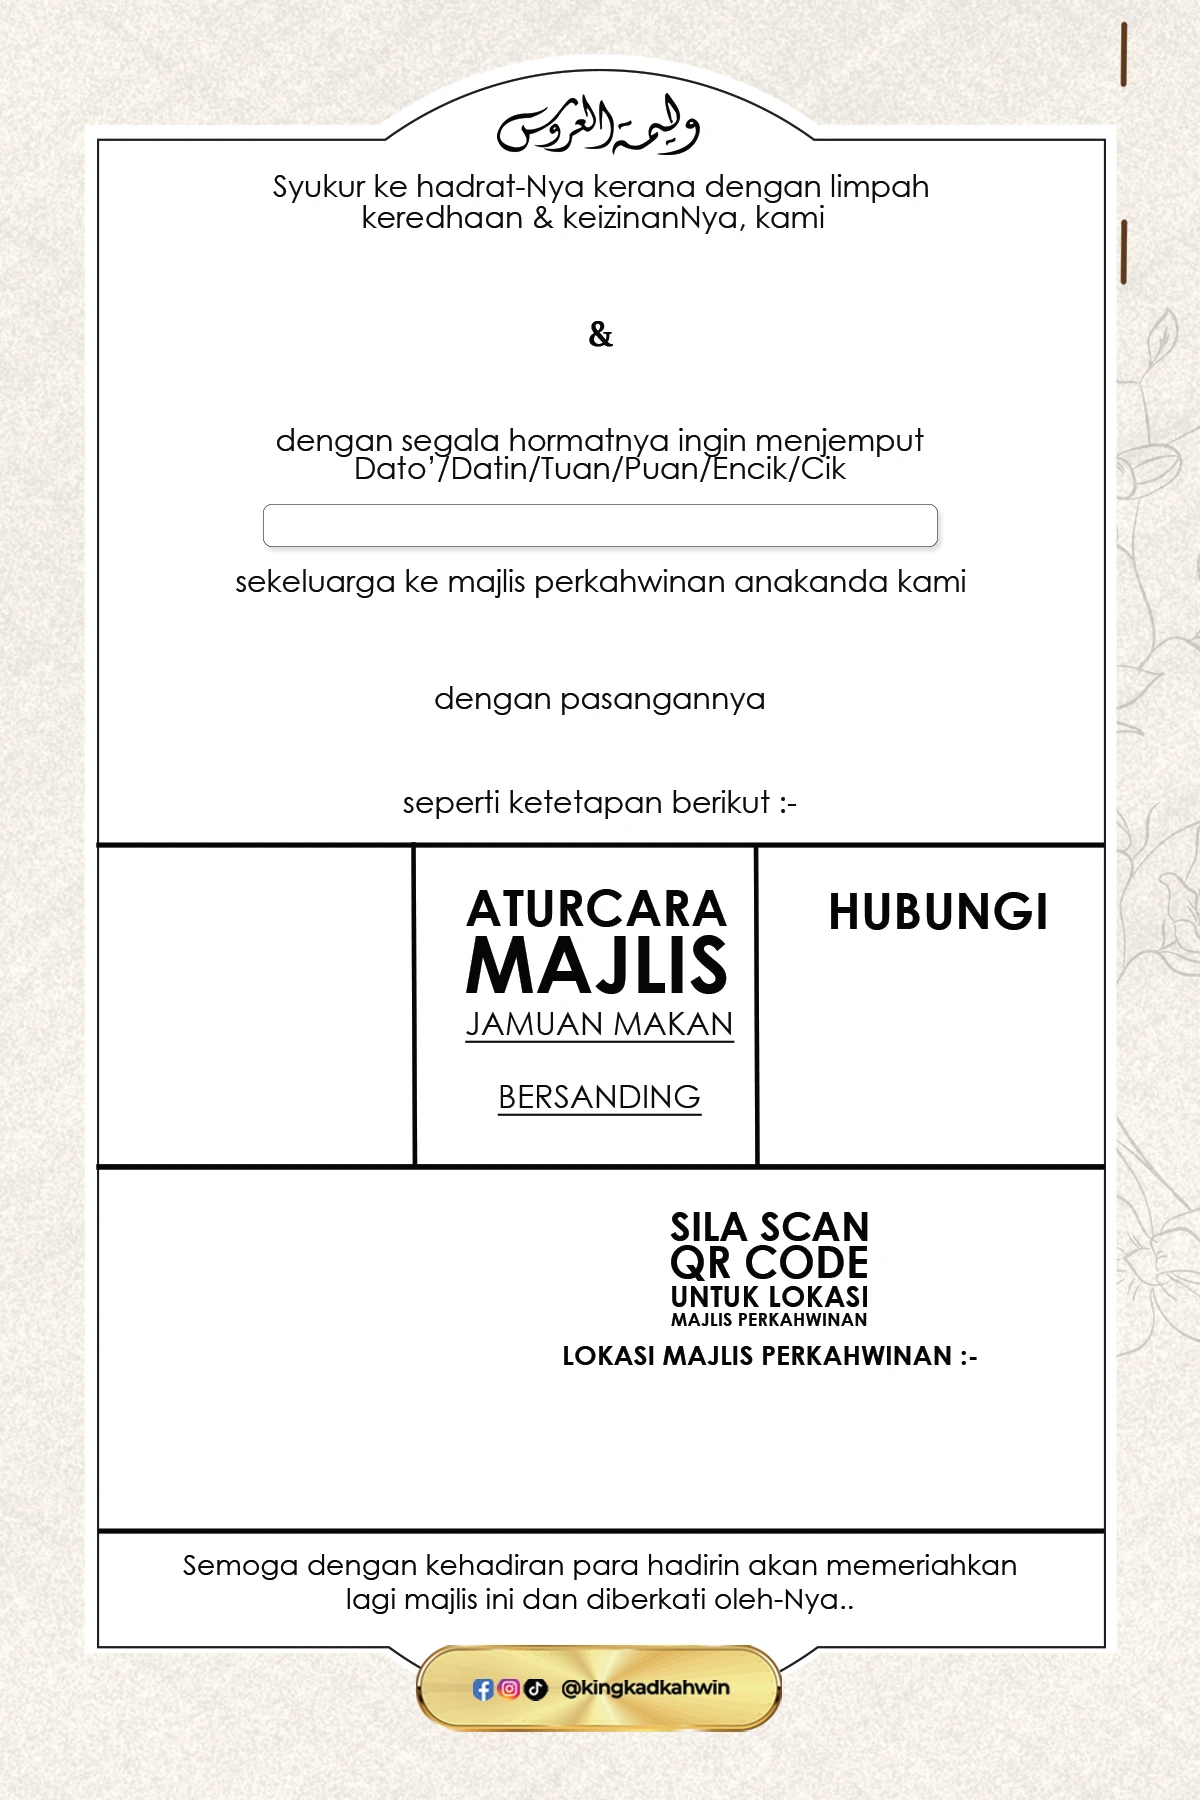 وليمة العروس
Syukur ke hadrat-Nya kerana dengan limpah
keredhaan & keizinanNya, kami
&
dengan segala hormatnya ingin menjemput
Dato’/Datin/Tuan/Puan/Encik/Cik
sekeluarga ke majlis perkahwinan anakanda kami
dengan pasangannya
seperti ketetapan berikut :-
ATURCARA
MAJLIS
JAMUAN MAKAN
BERSANDING
HUBUNGI
SILA SCAN
QR CODE
UNTUK LOKASI
MAJLIS PERKAHWINAN
LOKASI MAJLIS PERKAHWINAN :-
Semoga dengan kehadiran para hadirin akan memeriahkan
lagi majlis ini dan diberkati oleh-Nya..
@kingkadkahwin